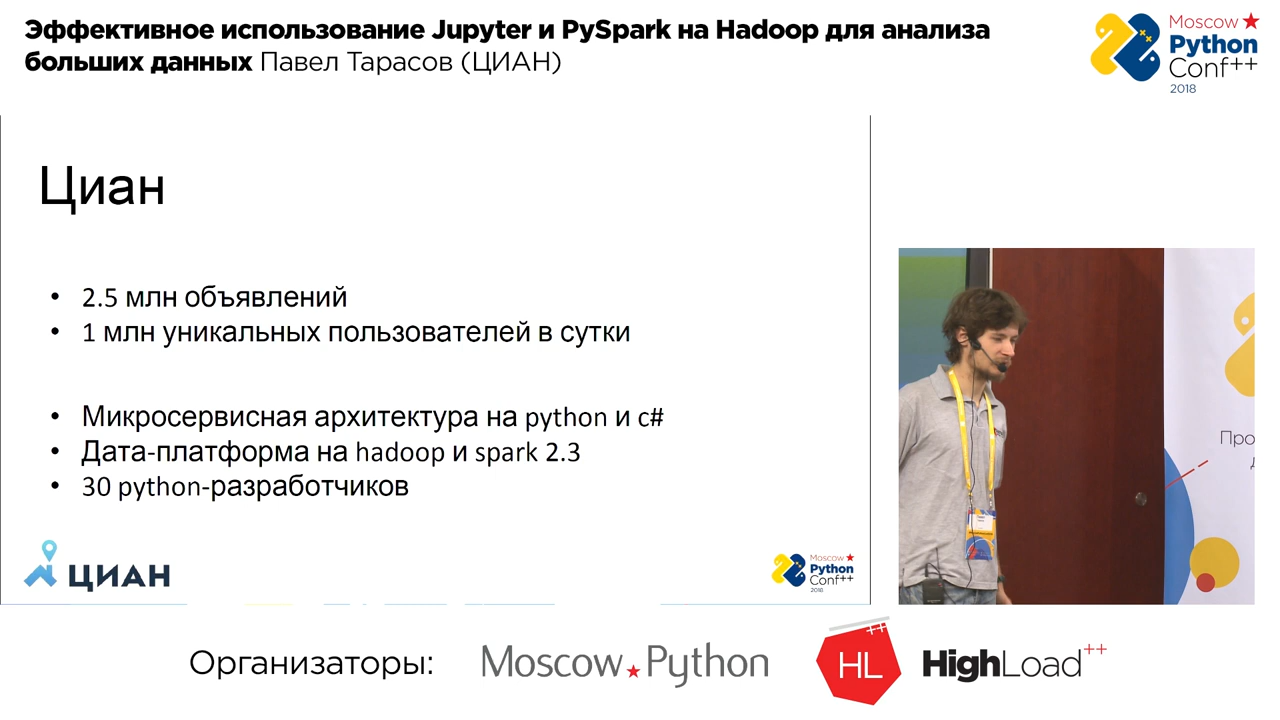 Эффективное использование Jupyter и PySpark на Hadoop для анализа
больших данных Павел Тарасов (ЦИАН)
Moscow
Python
Conf++
2018
Циан
• 2.5 млн объявлений
• 1 млн уникальных пользователей в сутки
• Микросервисная архитектура на python и c#
• Дата-платформа на hadoop и spark 2.3
• 30 python-разработчиков
ЦИАН
Moscow
Python
Conf++
2018
Организаторы:
Moscow Python
HL++
HighLoad++